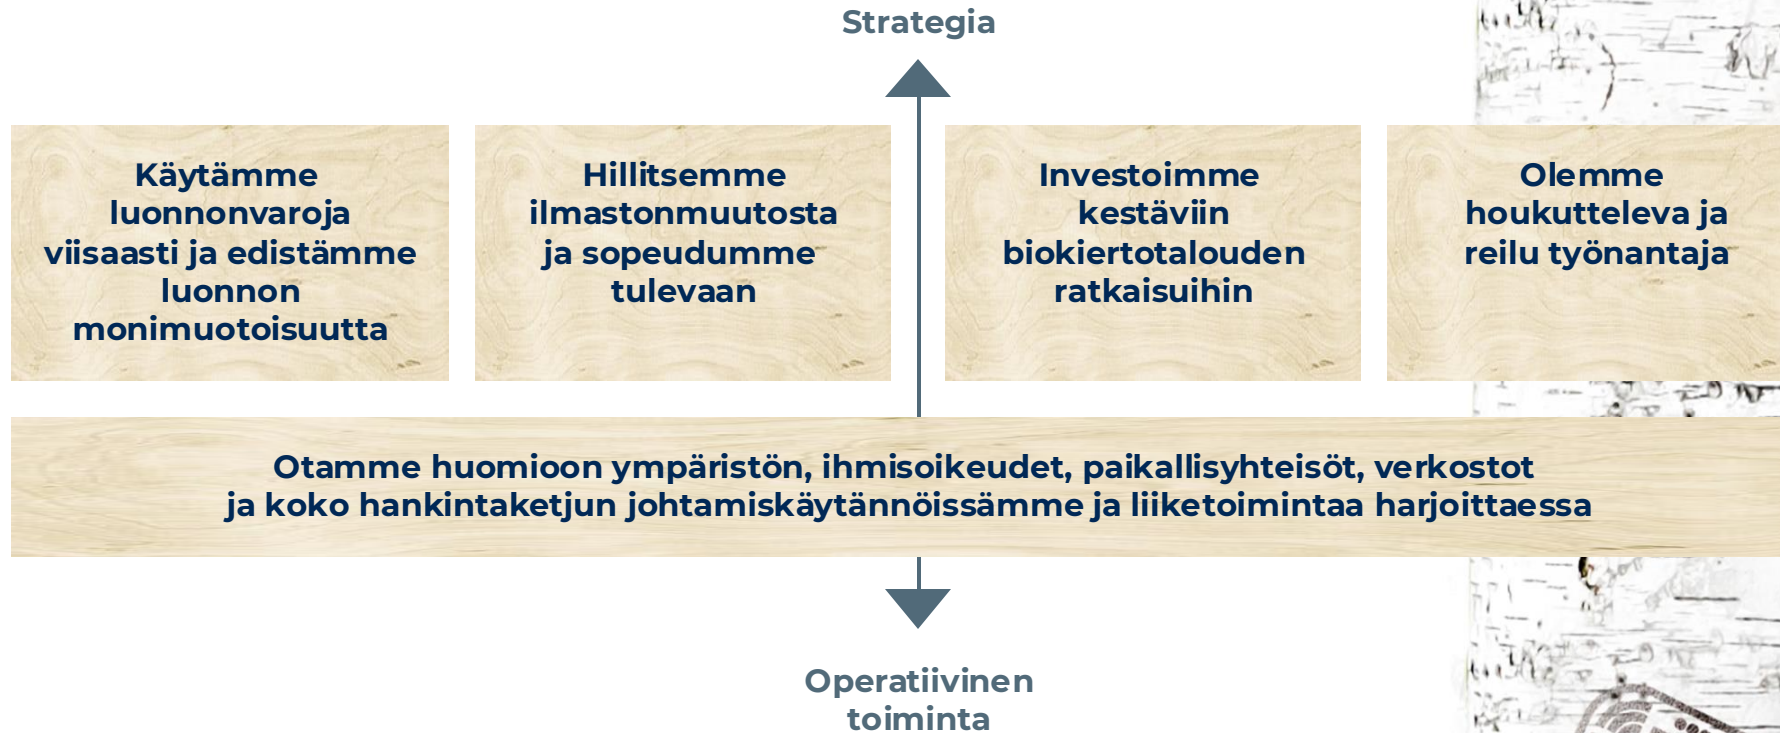 Strategia
Käytämme
luonnonvaroja
viisaasti ja edistämme
luonnon
monimuotoisuutta
Hillitsemme
ilmastonmuutosta
ja sopeudumme
tulevaan
Investoimme
kestäviin
biokiertotalouden
ratkaisuihin
Olemme
houkutteleva ja
reilu työnantaja
Otamme huomioon ympäristön, ihmisoikeudet, paikallisyhteisöt, verkostot
ja koko hankintaketjun johtamiskäytännöissämme ja liiketoimintaa harjoittaessa
Operatiivinen
toiminta